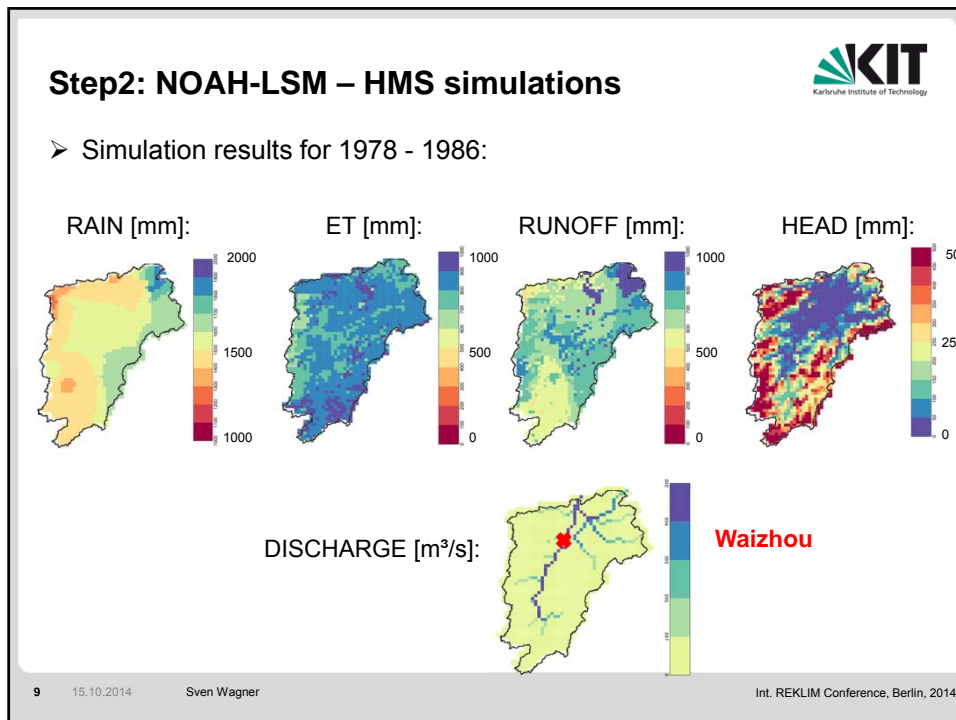 Step2: NOAH-LSM – HMS simulations
KIT
Karlsruhe Institute of Technology
➢ Simulation results for 1978 - 1986:
RAIN [mm]: ET [mm]: RUNOFF [mm]: HEAD [mm]:
2000 1000 1000 50
1500 500 500 25
1000 0 0 0
DISCHARGE [m³/s]: Waizhou
9 15.10.2014 Sven Wagner Int. REKLIM Conference, Berlin, 2014